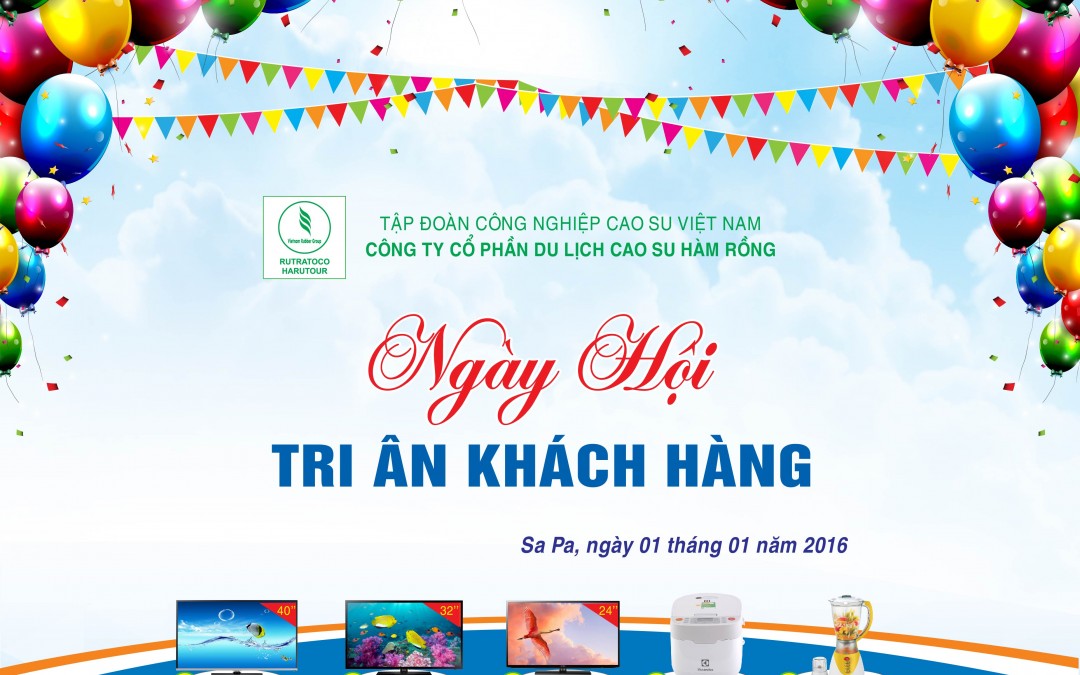 TẬP ĐOÀN CÔNG NGHIỆP CAO SU VIỆT NAM
CÔNG TY CỔ PHẦN DU LỊCH CAO SU HÀM RỒNG
Vietnam Rubber Group
RUTRATOCO
HARUTOUR
Ngày Hội
TRI ÂN KHÁCH HÀNG
Sa Pa, ngày 01 tháng 01 năm 2016
40’’
32’’
24’’
Electrolux